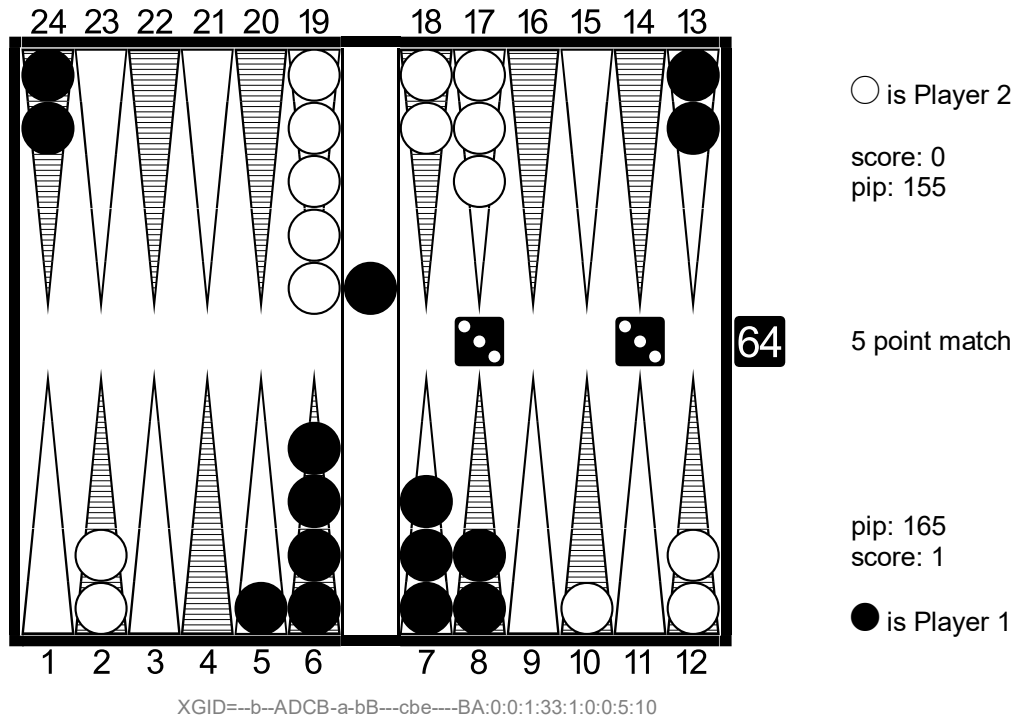 24 23 22 21 20 19 18 17 16 15 14 13
is Player 2
score: 0
pip: 155
64
5 point match
pip: 165
score: 1
is Player 1
1 2 3 4 5 6 7 8 9 10 11 12
XGID=--b--ADCB-a-bB---cbe----BA:0:0:1:33:1:0:0:5:10